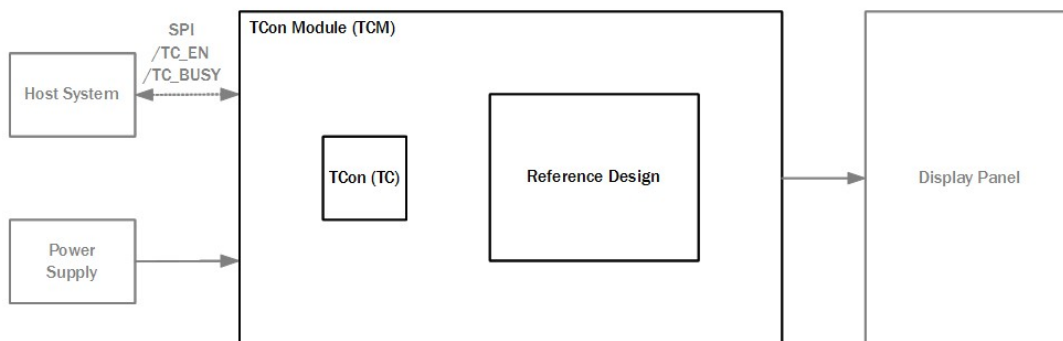 SPI
/TC_EN
/TC_BUSY
TCon Module (TCM)
Host System
TCon (TC)
Reference Design
Display Panel
Power
Supply